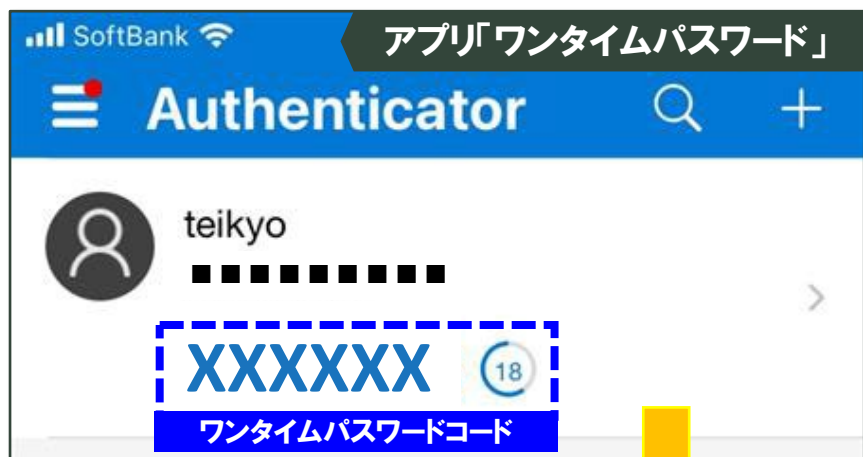 SoftBank
アプリ「ワンタイムパスワード」
Authenticator
teikyo
■■■■■■■■■
XXXXXX 18
ワンタイムパスワードコード